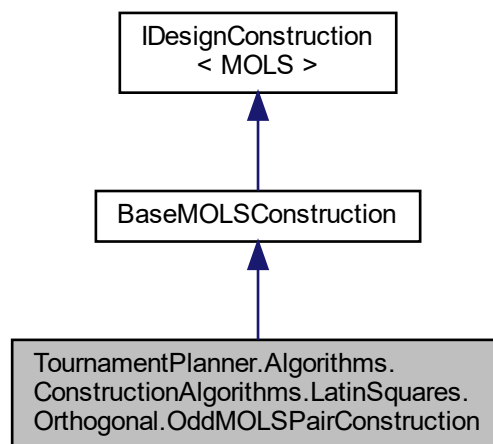 IDesignConstruction
< MOLS >
BaseMOLSConstruction
TournamentPlanner.Algorithms.
ConstructionAlgorithms.LatinSquares.
Orthogonal.OddMOLSPairConstruction